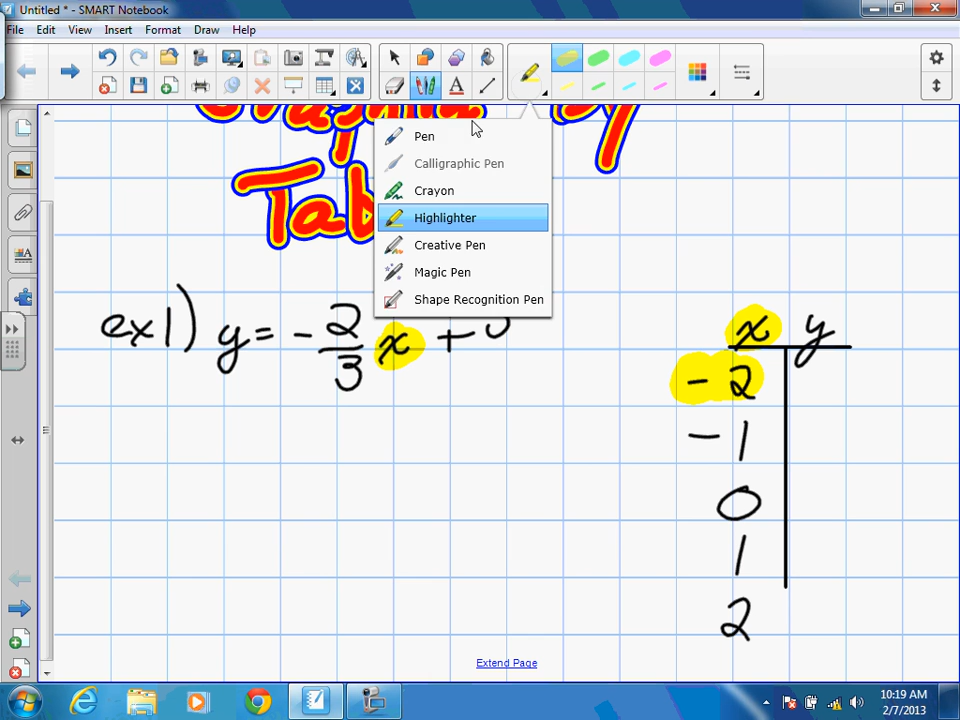 Untitled * - SMART Notebook
File Edit View Insert Format Draw Help
Tab
Pen
Calligraphic Pen
Crayon
Highlighter
Creative Pen
Magic Pen
Shape Recognition Pen
ex1) y = - 2/3 x +
x y
- 2
- 1
0
1
2
Extend Page
10:19 AM
2/7/2013